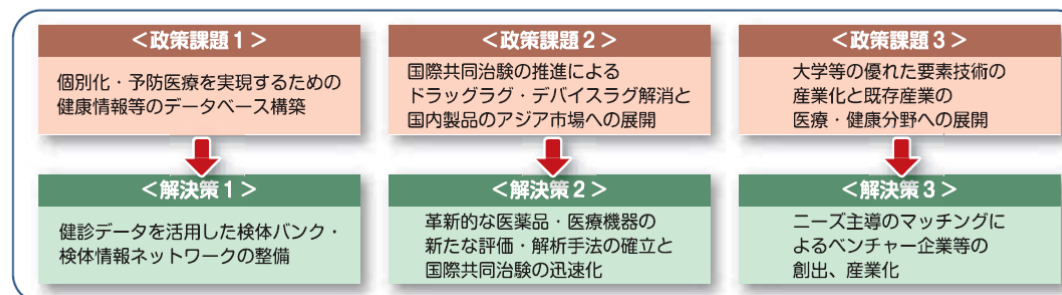 ＜政策課題１＞
個別化・予防医療を実現するための
健康情報等のデータベース構築
＜解決策１＞
健診データを活用した検体バンク・
検体情報ネットワークの整備
＜政策課題２＞
国際共同治験の推進による
ドラッグラグ・デバイスラグ解消と
国内製品のアジア市場への展開
＜解決策２＞
革新的な医薬品・医療機器の
新たな評価・解析手法の確立と
国際共同治験の迅速化
＜政策課題３＞
大学等の優れた要素技術の
産業化と既存産業の
医療・健康分野への展開
＜解決策３＞
ニーズ主導のマッチングに
よるベンチャー企業等の
創出、産業化